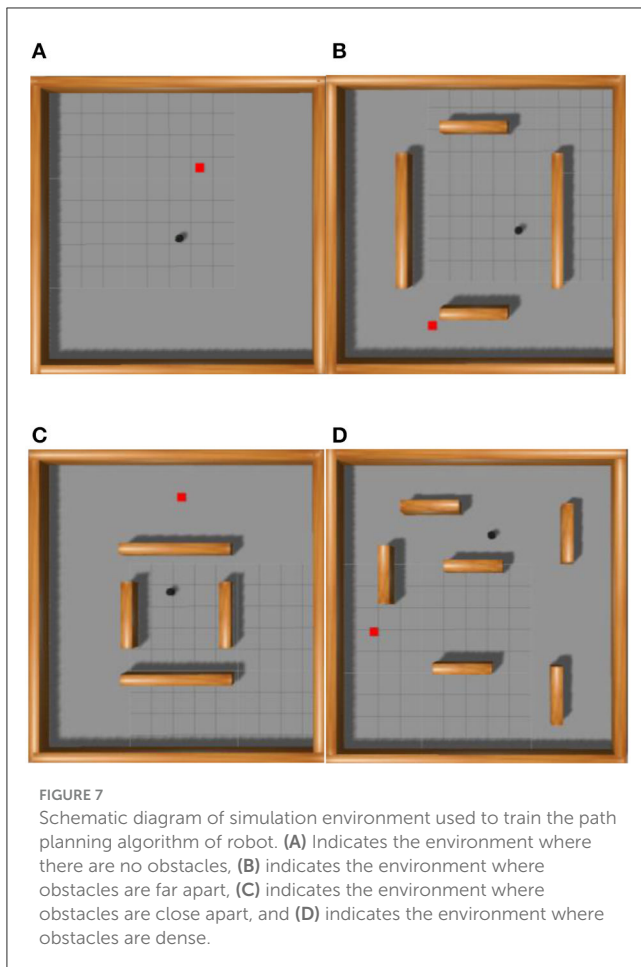 A
B
C
D
FIGURE 7
Schematic diagram of simulation environment used to train the path
planning algorithm of robot. (A) Indicates the environment where
there are no obstacles, (B) indicates the environment where
obstacles are far apart, (C) indicates the environment where
obstacles are close apart, and (D) indicates the environment where
obstacles are dense.